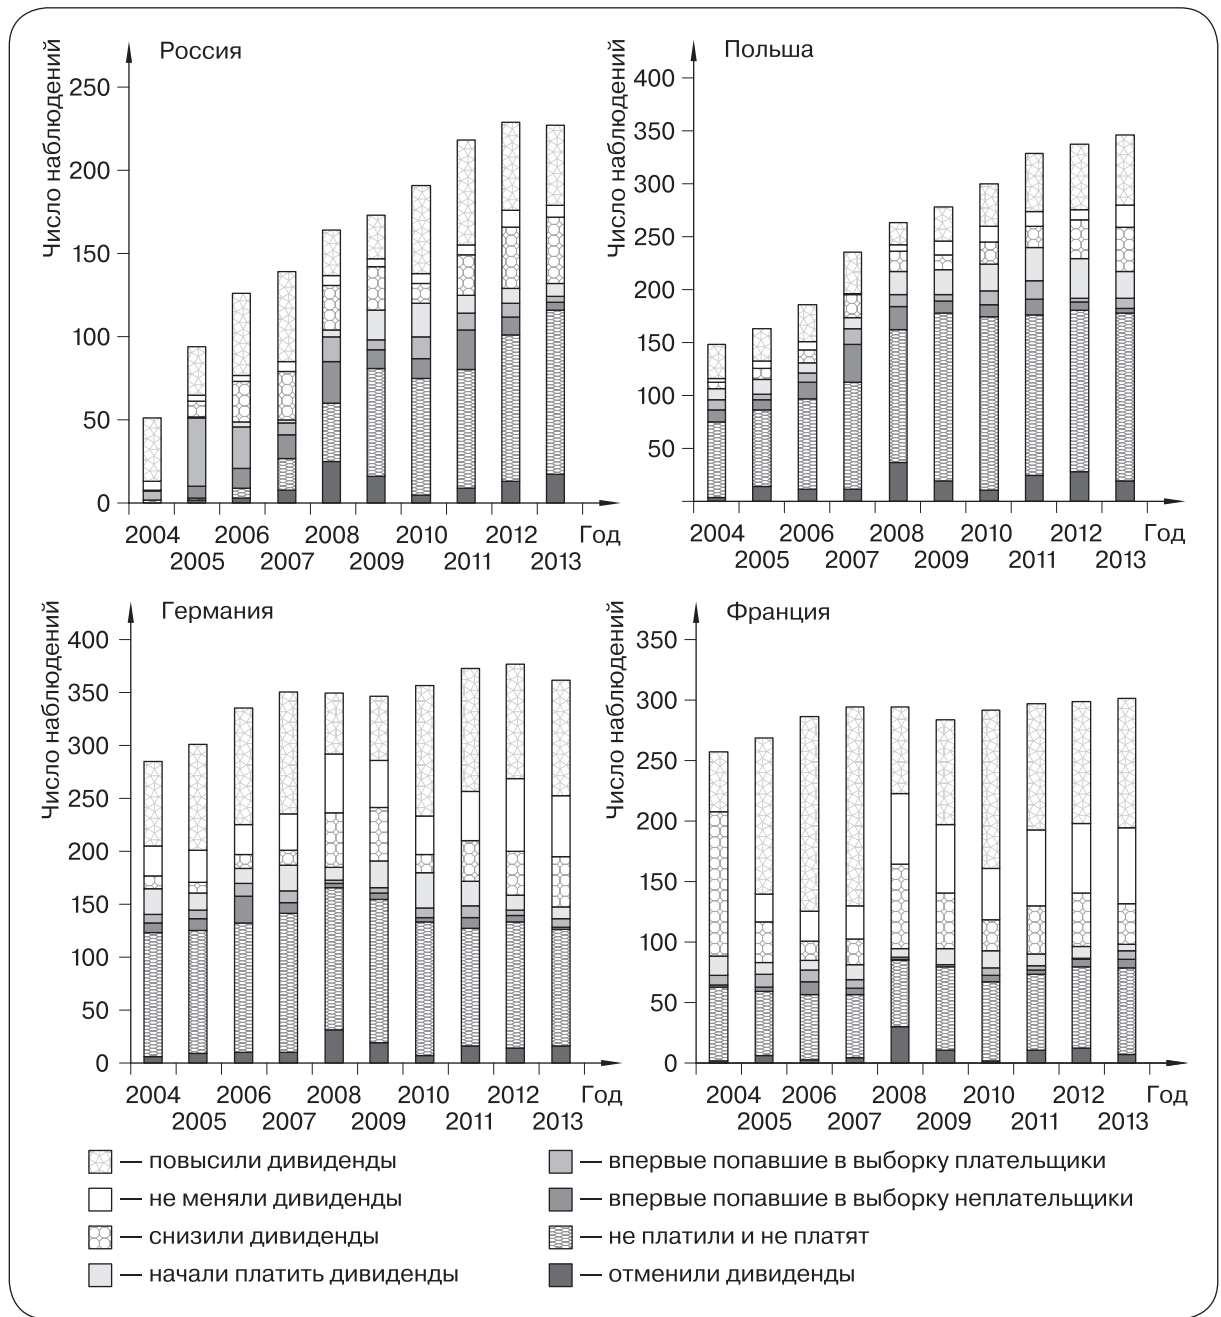 Россия
Число наблюдений
250
200
150
100
50
0
2004 2006 2008 2010 2012 Год
2005 2007 2009 2011 2013
Польша
Число наблюдений
400
350
300
250
200
150
100
50
2004 2006 2008 2010 2012 Год
2005 2007 2009 2011 2013
Германия
Число наблюдений
400
350
300
250
200
150
100
50
0
2004 2006 2008 2010 2012 Год
2005 2007 2009 2011 2013
Франция
Число наблюдений
350
300
250
200
150
100
50
0
2004 2006 2008 2010 2012 Год
2005 2007 2009 2011 2013
— повысили дивиденды
— не меняли дивиденды
— снизили дивиденды
— начали платить дивиденды
— впервые попавшие в выборку плательщики
— впервые попавшие в выборку неплательщики
— не платили и не платят
— отменили дивиденды